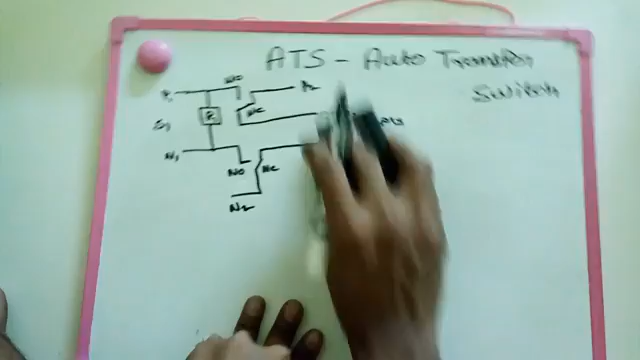 ATS - Auto Transfer
Switch
NO
P2
P1
R
NC
S1
N1
NO
NC
N2